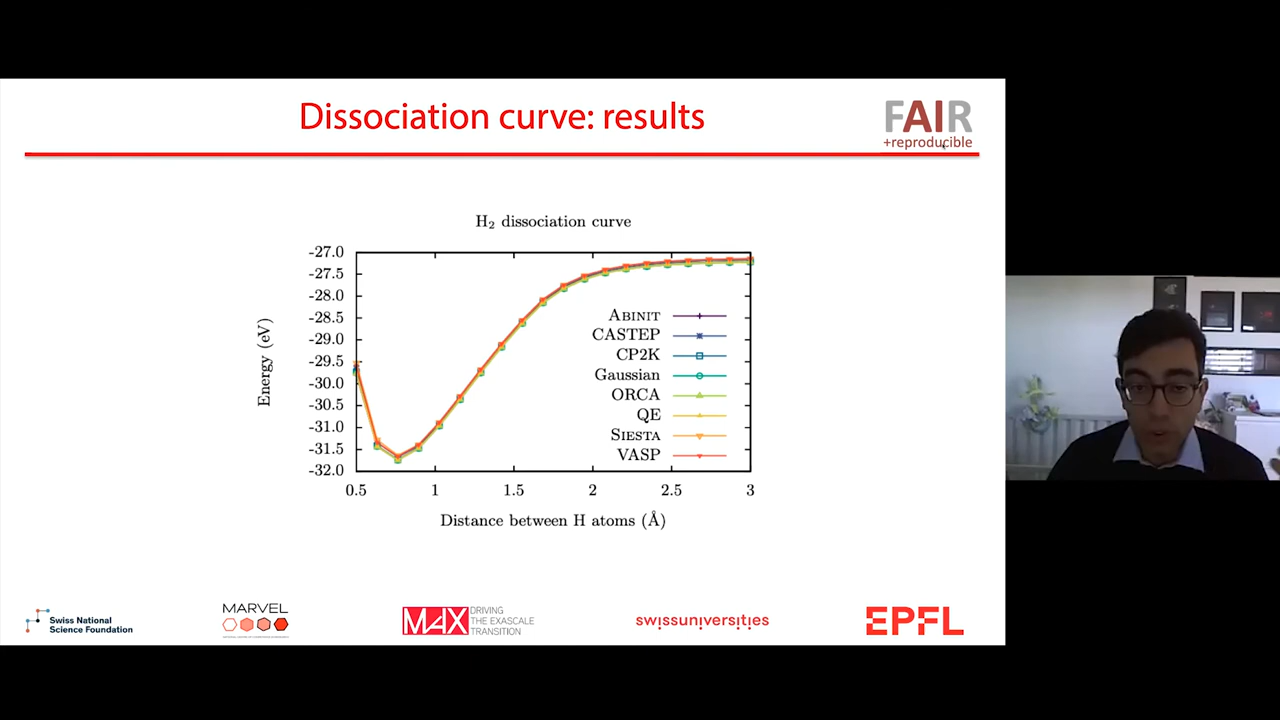 Dissociation curve: results
FAIR
+reproducible
H₂ dissociation curve
Energy (eV)
-27.0
-27.5
-28.0
-28.5
-29.0
-29.5
-30.0
-30.5
-31.0
-31.5
-32.0
ABINIT
CASTEP
CP2K
Gaussian
ORCA
QE
SIESTA
VASP
0.5 1 1.5 2 2.5 3
Distance between H atoms (Å)
Swiss National
Science Foundation
MARVEL
MAX
DRIVING
THE EXASCALE
TRANSITION
swissuniversities
EPFL